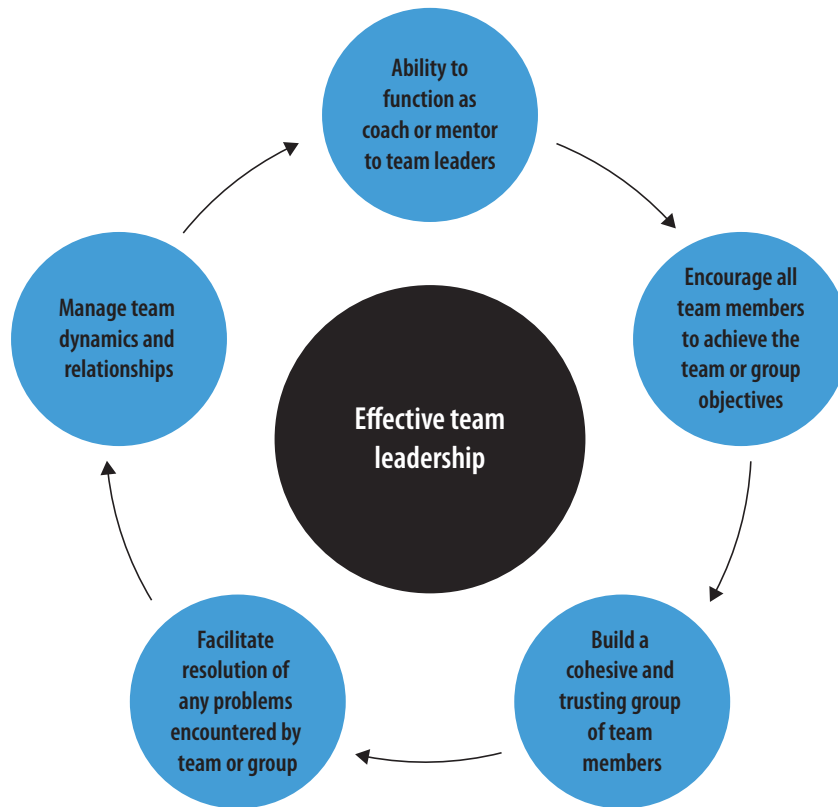 Ability to
function as
coach or mentor
to team leaders
Encourage all
team members
to achieve the
team or group
objectives
Build a
cohesive and
trusting group
of team
members
Facilitate
resolution of
any problems
encountered by
team or group
Manage team
dynamics and
relationships
Effective team
leadership